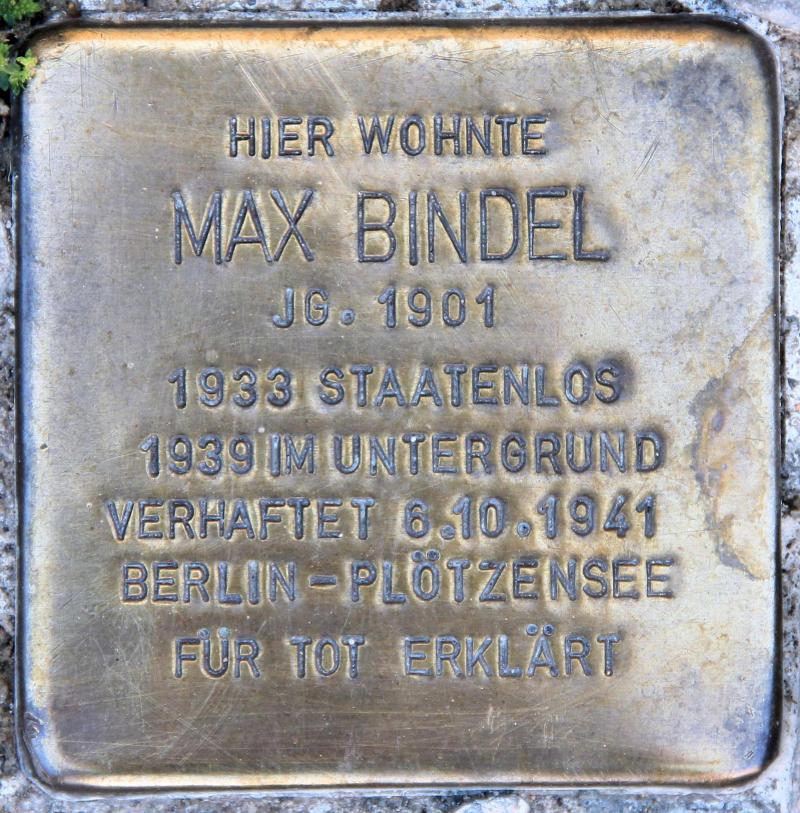 HIER WOHNTE
MAX BINDEL
JG. 1901
1933 STAATENLOS
1939 IM UNTERGRUND
VERHAFTET 6.10.1941
BERLIN - PLÖTZENSEE
FÜR TOT ERKLÄRT